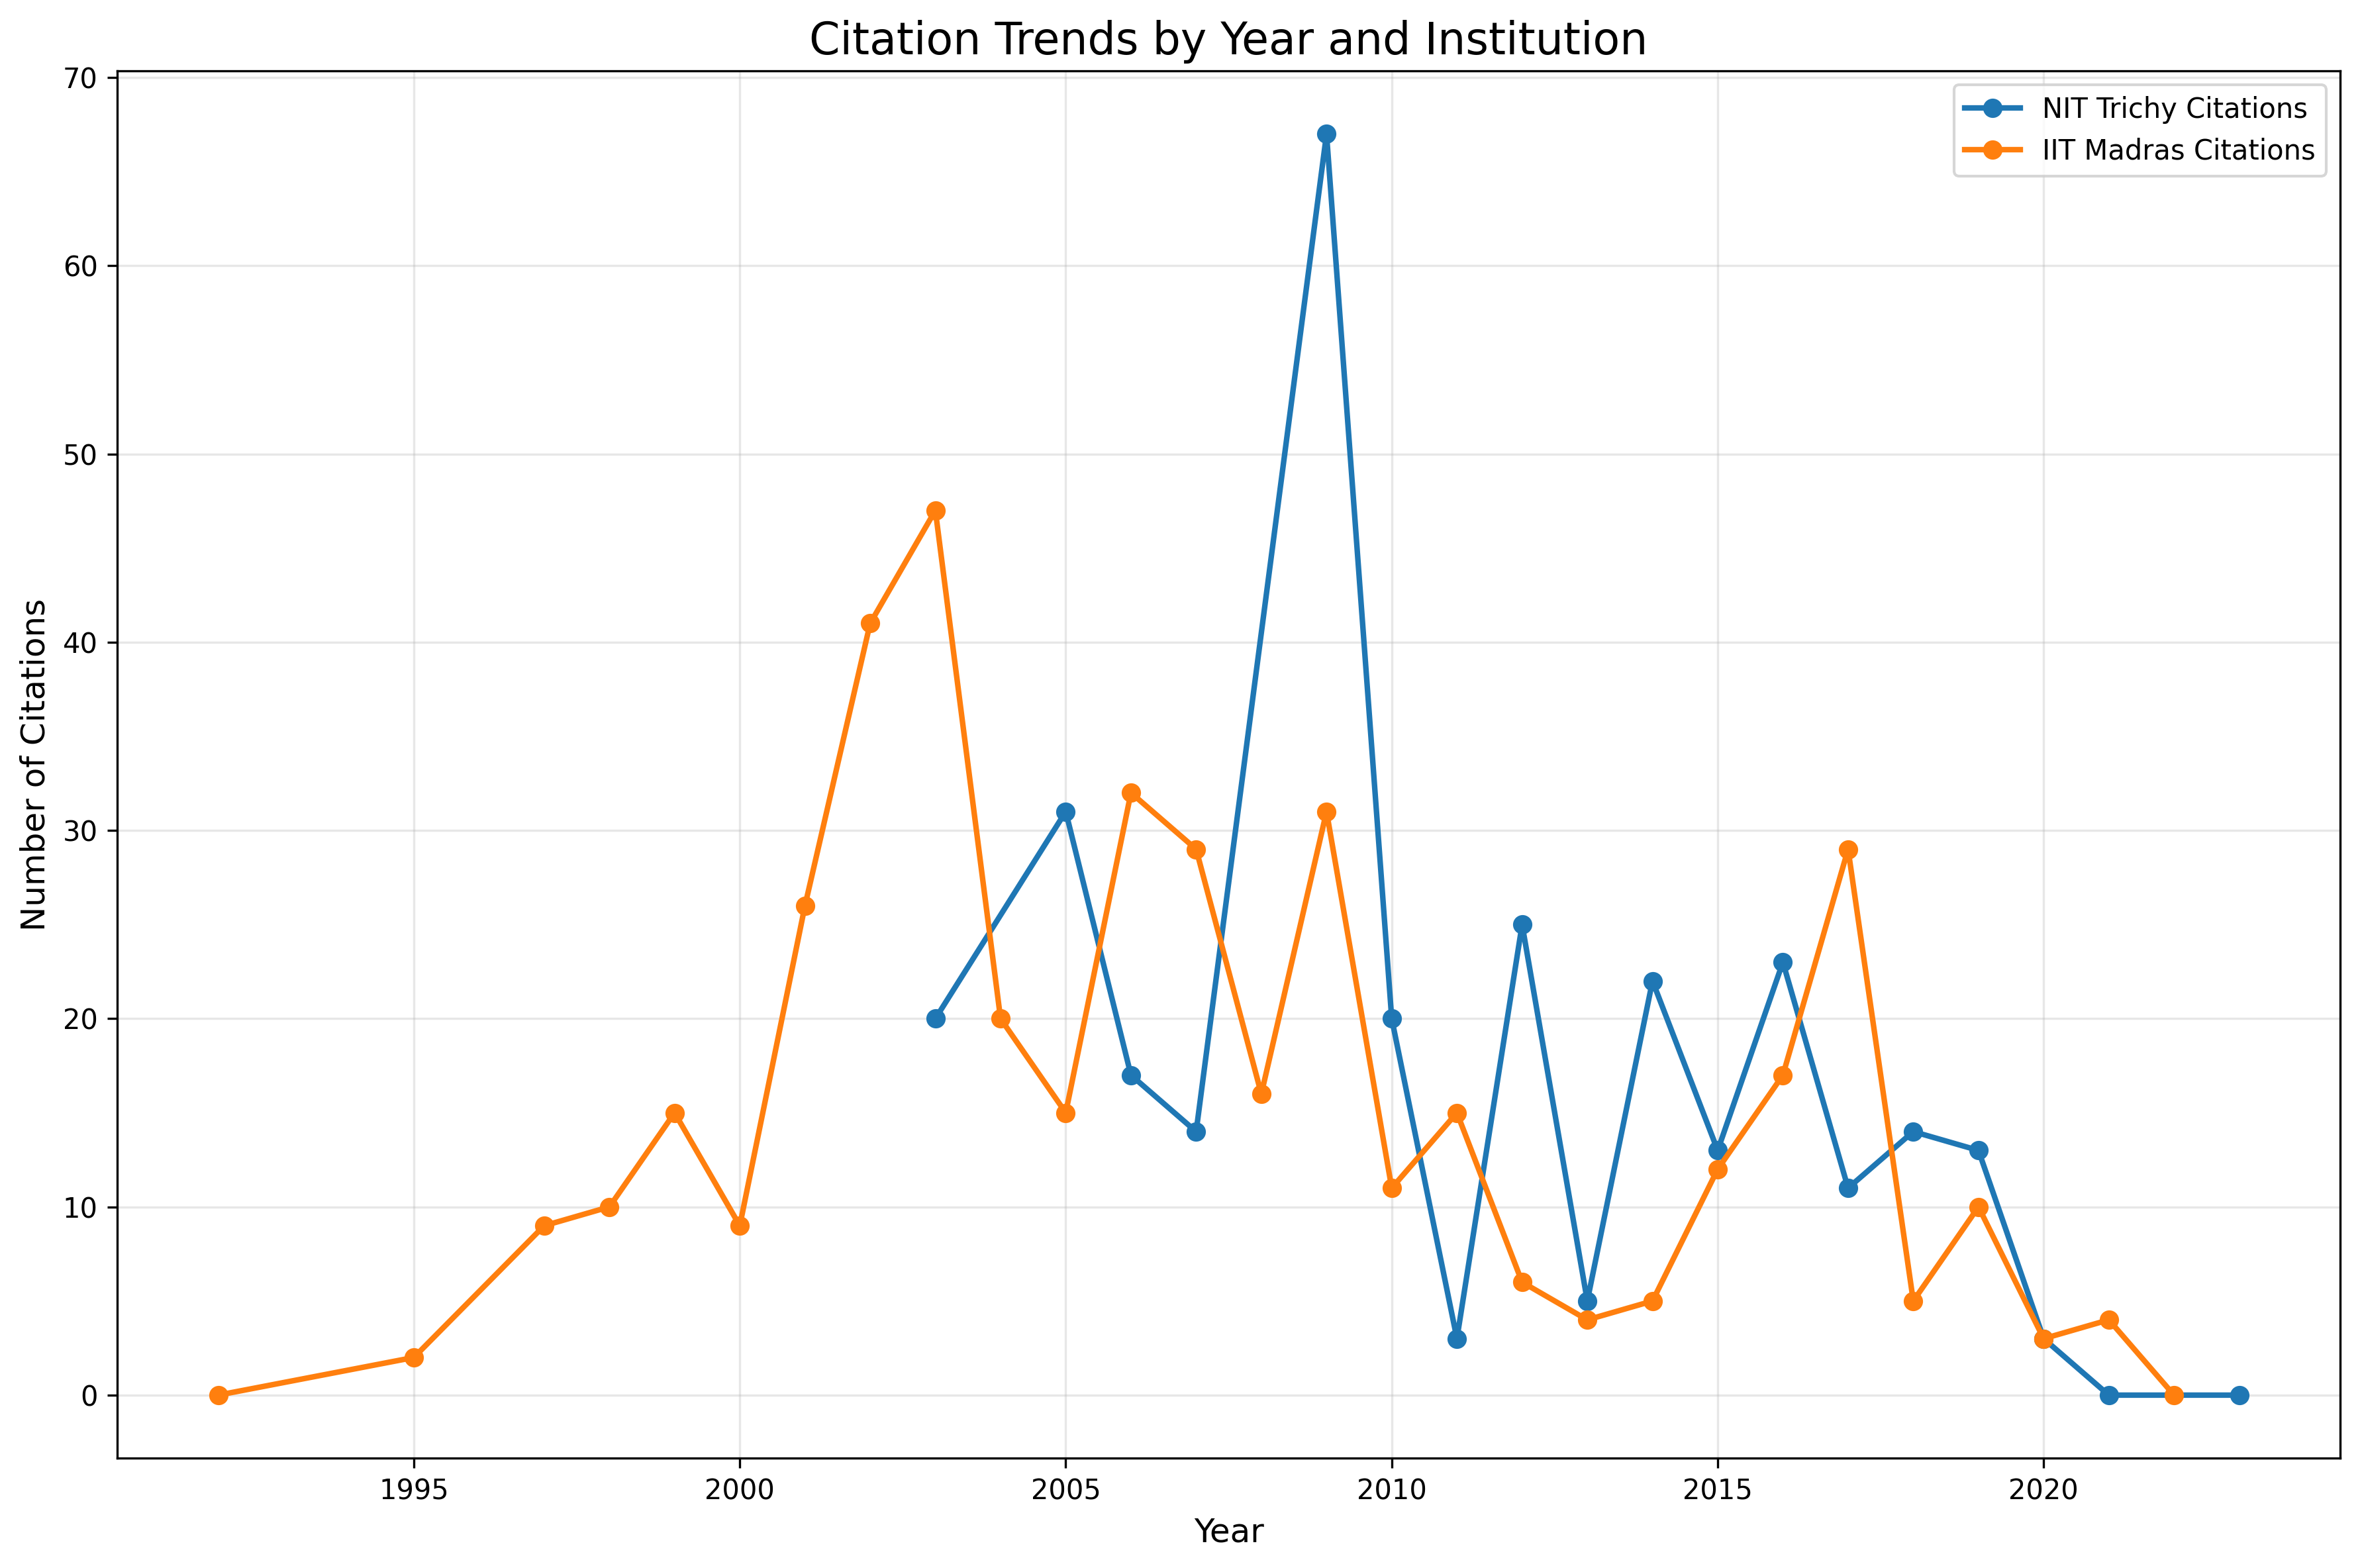 Citation Trends by Year and Institution
NIT Trichy Citations
IIT Madras Citations
Number of Citations
70
60
50
40
30
20
10
0
1995 2000 2005 2010 2015 2020
Year